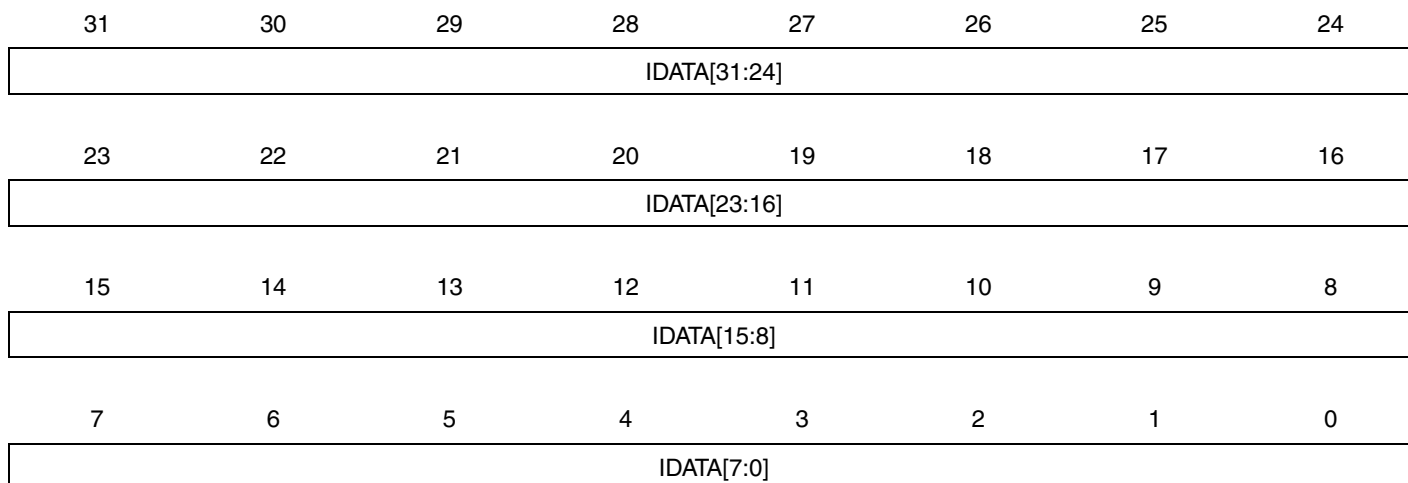 31 30 29 28 27 26 25 24
IDATA[31:24]
23 22 21 20 19 18 17 16
IDATA[23:16]
15 14 13 12 11 10 9 8
IDATA[15:8]
7 6 5 4 3 2 1 0
IDATA[7:0]